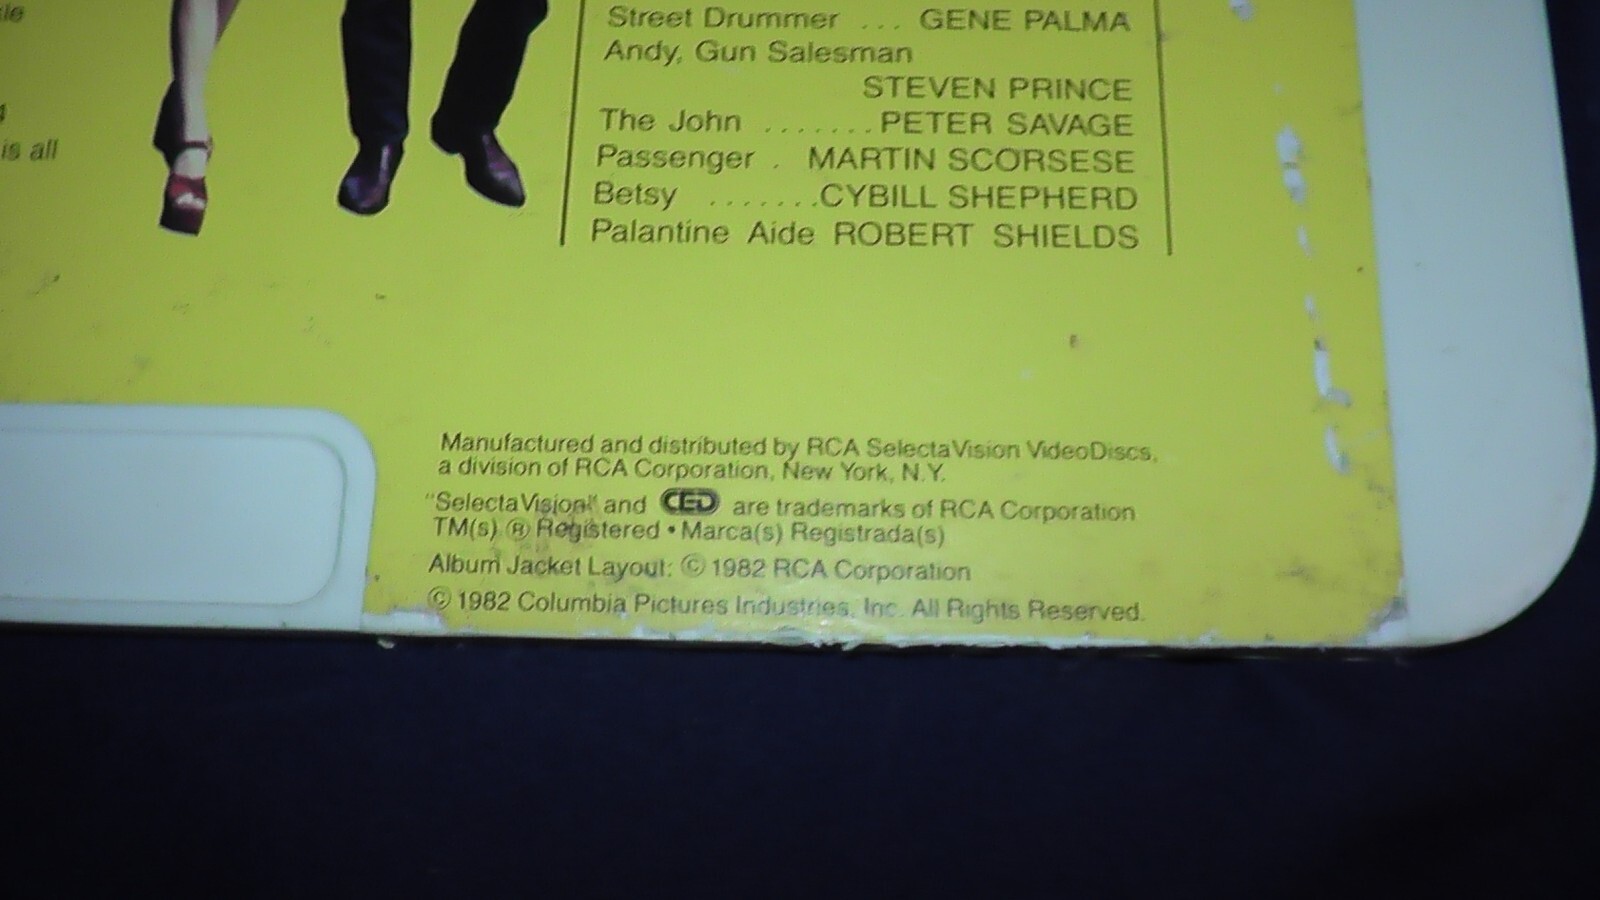 is all
Street Drummer ... GENE PALMA
Andy, Gun Salesman
STEVEN PRINCE
The John .......PETER SAVAGE
Passenger . MARTIN SCORSESE
Betsy .......CYBILL SHEPHERD
Palantine Aide ROBERT SHIELDS
Manufactured and distributed by RCA SelectaVision VideoDiscs,
a division of RCA Corporation, New York, N.Y.
"SelectaVision" and CED are trademarks of RCA Corporation
TM(s) ® Registered • Marca(s) Registrada(s)
Album Jacket Layout: © 1982 RCA Corporation
© 1982 Columbia Pictures Industries, Inc. All Rights Reserved.